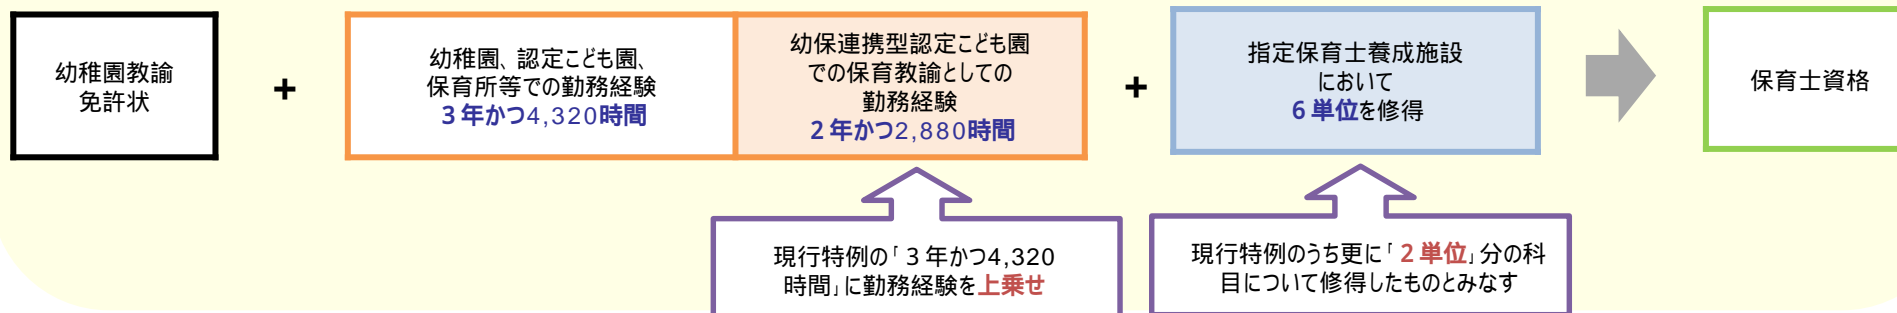 幼稚園教諭
免許状
+
幼稚園、認定こども園、
保育所等での勤務経験
３年かつ4,320時間
幼保連携型認定こども園
での保育教諭としての
勤務経験
２年かつ2,880時間
+
指定保育士養成施設
において
６単位を修得
保育士資格
現行特例の「３年かつ4,320
時間」に勤務経験を上乗せ
現行特例のうち更に「２単位」分の科
目について修得したものとみなす